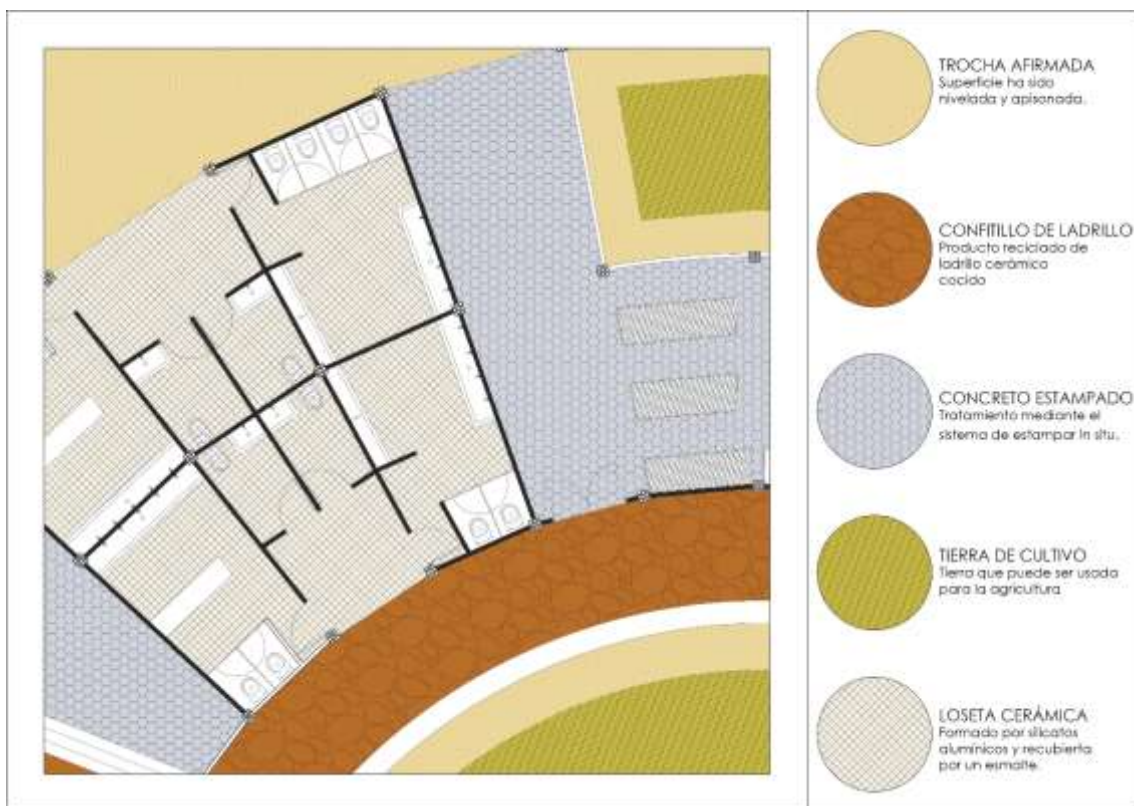 TROCHA AFIRMADA
Superficie ha sido
nivelada y apisonada.
CONFITILLO DE LADRILLO
Producto reciclado de
ladrillo cerámico
cocido
CONCRETO ESTAMPADO
Tratamiento mediante el
sistema de estampar in situ.
TIERRA DE CULTIVO
Tierra que puede ser usada
para la agricultura
LOSETA CERÁMICA
Formado por silicatos
alumínicos y recubierta
por un esmalte.